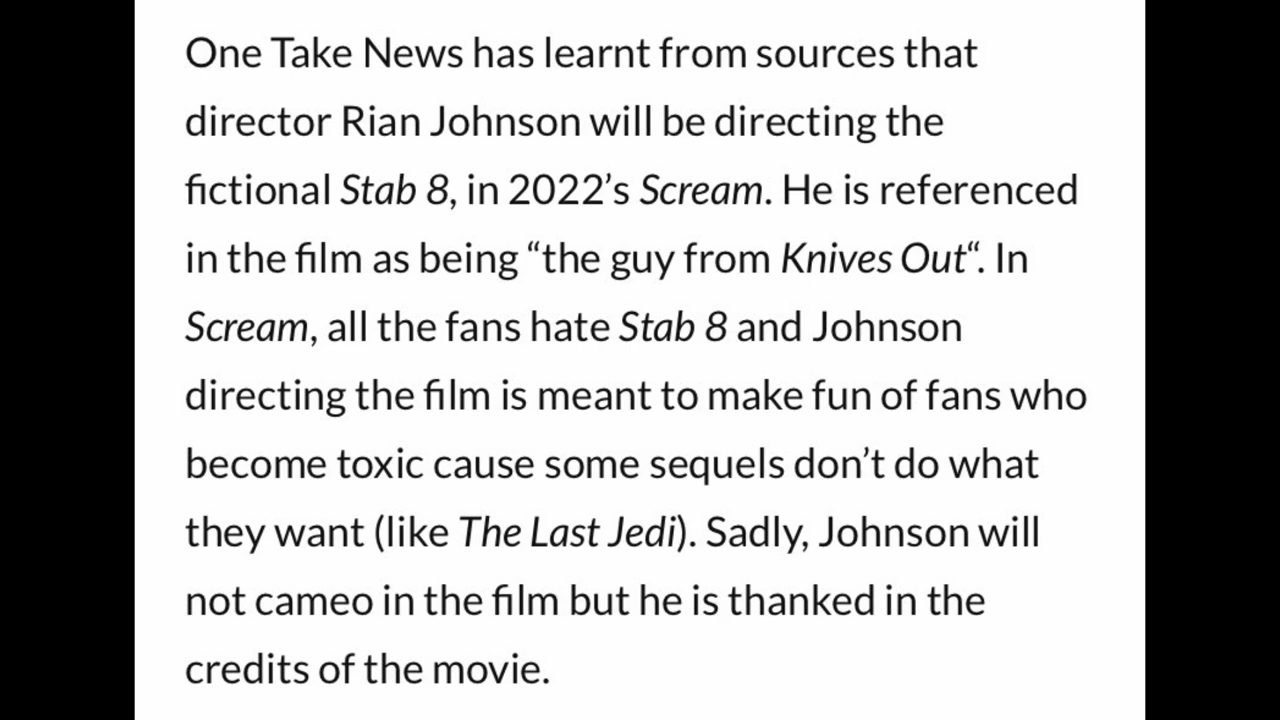 One Take News has learnt from sources that
director Rian Johnson will be directing the
fictional Stab 8, in 2022’s Scream. He is referenced
in the film as being “the guy from Knives Out“. In
Scream, all the fans hate Stab 8 and Johnson
directing the film is meant to make fun of fans who
become toxic cause some sequels don’t do what
they want (like The Last Jedi). Sadly, Johnson will
not cameo in the film but he is thanked in the
credits of the movie.